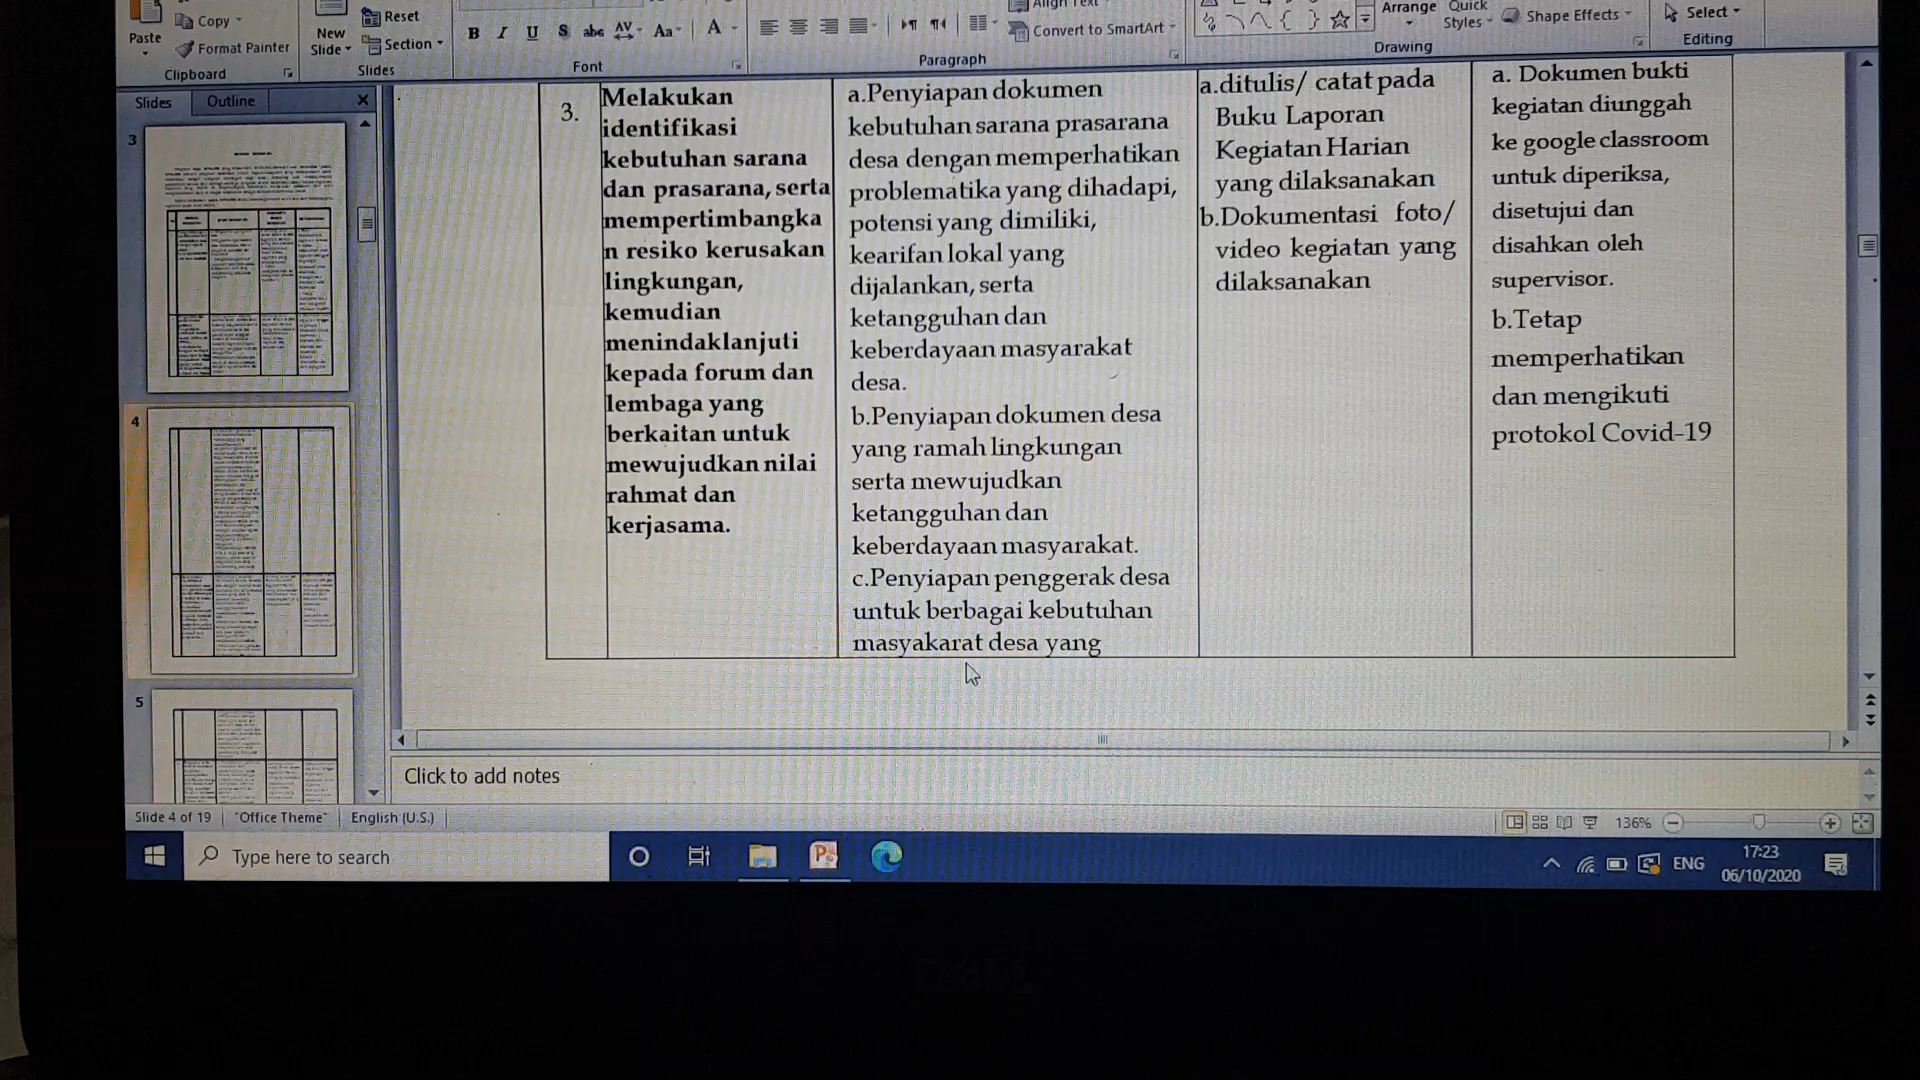 Paste
Copy
Format Painter
Clipboard
New
Slide
Reset
Section
Slides
B I U S abc AV Aa A
Font
Align Text
Convert to SmartArt
Paragraph
Arrange
Quick
Styles
Shape Effects
Drawing
Select
Editing
Slides
Outline
3
4
5
3.
Melakukan
identifikasi
kebutuhan sarana
dan prasarana, serta
mempertimbangka
n resiko kerusakan
lingkungan,
kemudian
menindaklanjuti
kepada forum dan
lembaga yang
berkaitan untuk
mewujudkan nilai
rahmat dan
kerjasama.
a.Penyiapan dokumen
kebutuhan sarana prasarana
desa dengan memperhatikan
problematika yang dihadapi,
potensi yang dimiliki,
kearifan lokal yang
dijalankan, serta
ketangguhan dan
keberdayaan masyarakat
desa.
b.Penyiapan dokumen desa
yang ramah lingkungan
serta mewujudkan
ketangguhan dan
keberdayaan masyarakat.
c.Penyiapan penggerak desa
untuk berbagai kebutuhan
masyakarat desa yang
a.ditulis/ catat pada
Buku Laporan
Kegiatan Harian
yang dilaksanakan
b.Dokumentasi foto/
video kegiatan yang
dilaksanakan
a. Dokumen bukti
kegiatan diunggah
ke google classroom
untuk diperiksa,
disetujui dan
disahkan oleh
supervisor.
b.Tetap
memperhatikan
dan mengikuti
protokol Covid-19
Click to add notes
Slide 4 of 19
"Office Theme"
English (U.S.)
136%
Type here to search
ENG
17:23
06/10/2020